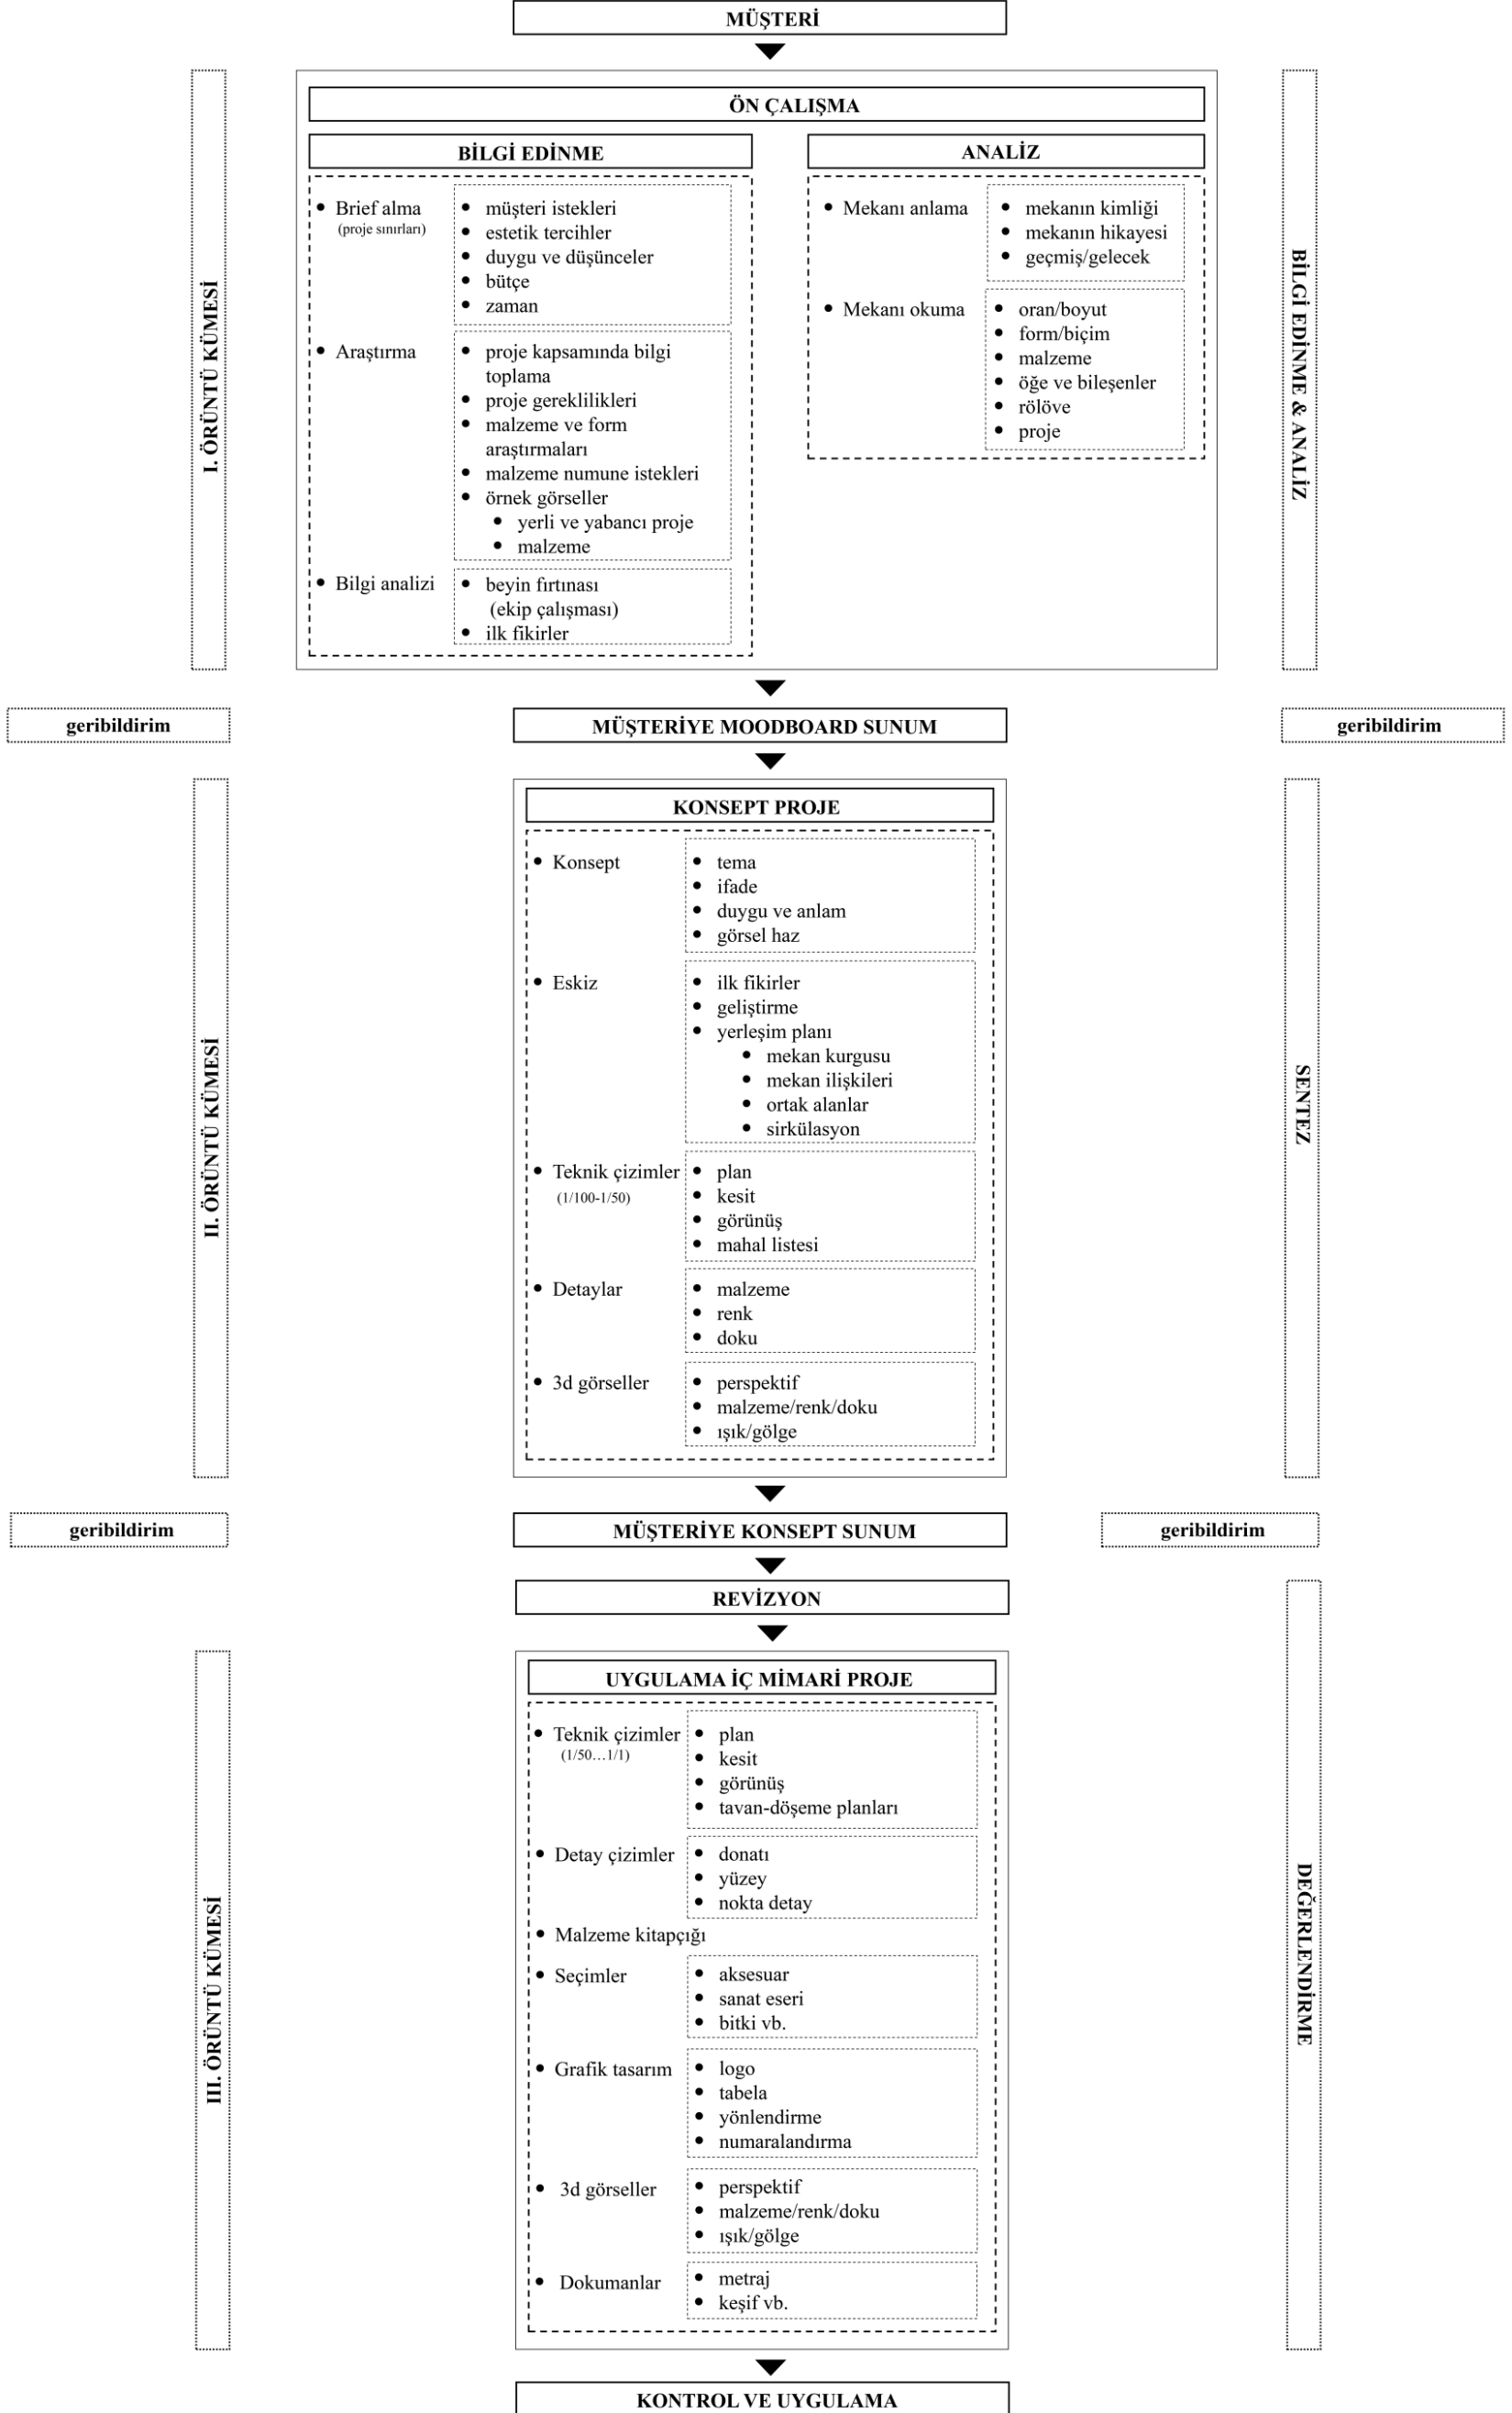 MÜŞTERİ
ÖN ÇALIŞMA
I. ÖRÜNTÜ KÜMESİ
BİLGİ EDİNME & ANALİZ
BİLGİ EDİNME
• Brief alma
(proje sınırları)
• müşteri istekleri
• estetik tercihler
• duygu ve düşünceler
• bütçe
• zaman
• Araştırma
• proje kapsamında bilgi
toplama
• proje gereklilikleri
• malzeme ve form
araştırmaları
• malzeme numune istekleri
• örnek görseller
• yerli ve yabancı proje
• malzeme
• Bilgi analizi
• beyin fırtınası
(ekip çalışması)
• ilk fikirler
ANALİZ
• Mekanı anlama
• mekanın kimliği
• mekanın hikayesi
• geçmiş/gelecek
• Mekanı okuma
• oran/boyut
• form/biçim
• malzeme
• öğe ve bileşenler
• rölöve
• proje
geribildirim
MÜŞTERİYE MOODBOARD SUNUM
geribildirim
II. ÖRÜNTÜ KÜMESİ
SENTEZ
KONSEPT PROJE
• Konsept
• tema
• ifade
• duygu ve anlam
• görsel haz
• Eskiz
• ilk fikirler
• geliştirme
• yerleşim planı
• mekan kurgusu
• mekan ilişkileri
• ortak alanlar
• sirkülasyon
• Teknik çizimler
(1/100-1/50)
• plan
• kesit
• görünüş
• mahal listesi
• Detaylar
• malzeme
• renk
• doku
• 3d görseller
• perspektif
• malzeme/renk/doku
• ışık/gölge
geribildirim
MÜŞTERİYE KONSEPT SUNUM
geribildirim
REVİZYON
III. ÖRÜNTÜ KÜMESİ
DEĞERLENDİRME
UYGULAMA İÇ MİMARİ PROJE
• Teknik çizimler
(1/50…1/1)
• plan
• kesit
• görünüş
• tavan-döşeme planları
• Detay çizimler
• donatı
• yüzey
• nokta detay
• Malzeme kitapçığı
• Seçimler
• aksesuar
• sanat eseri
• bitki vb.
• Grafik tasarım
• logo
• tabela
• yönlendirme
• numaralandırma
• 3d görseller
• perspektif
• malzeme/renk/doku
• ışık/gölge
• Dokumanlar
• metraj
• keşif vb.
KONTROL VE UYGULAMA